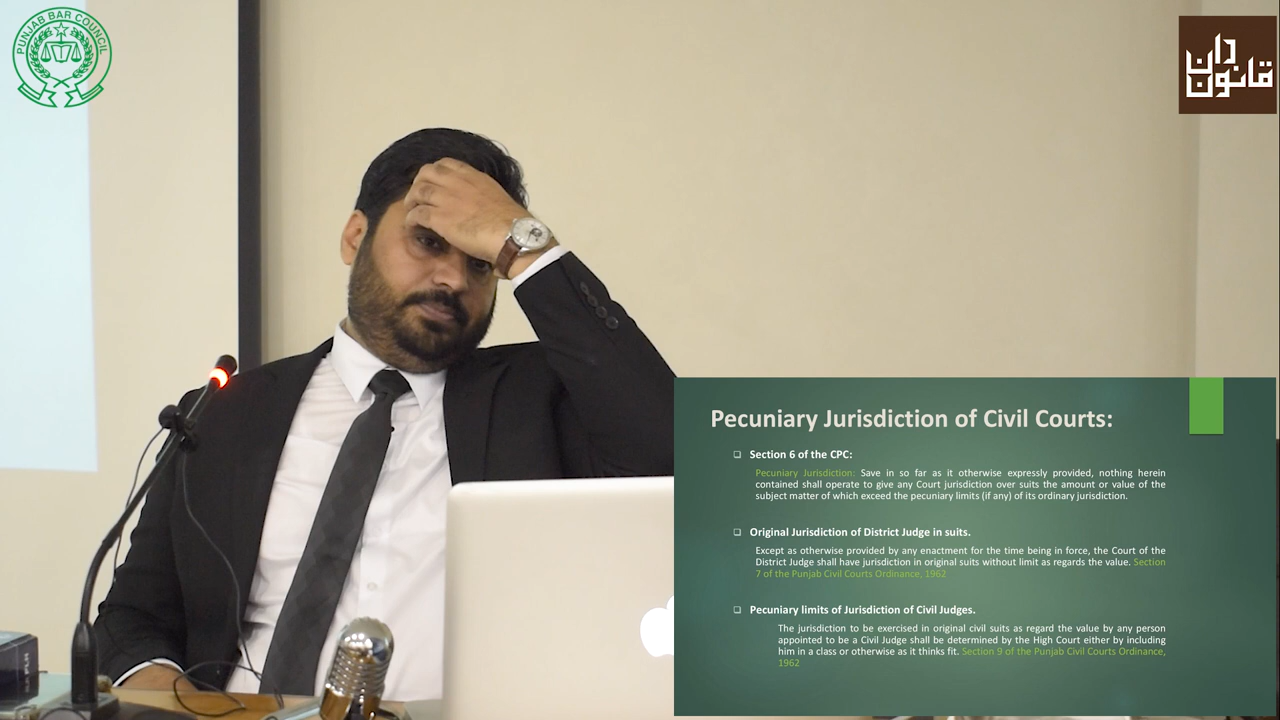 PUNJAB BAR COUNCIL
قانون دان
Pecuniary Jurisdiction of Civil Courts:
Section 6 of the CPC:
Pecuniary Jurisdiction: Save in so far as it otherwise expressly provided, nothing herein
contained shall operate to give any Court jurisdiction over suits the amount or value of the
subject matter of which exceed the pecuniary limits (if any) of its ordinary jurisdiction.
Original Jurisdiction of District Judge in suits.
Except as otherwise provided by any enactment for the time being in force, the Court of the
District Judge shall have jurisdiction in original suits without limit as regards the value. Section
7 of the Punjab Civil Courts Ordinance, 1962
Pecuniary limits of Jurisdiction of Civil Judges.
The jurisdiction to be exercised in original civil suits as regard the value by any person
appointed to be a Civil Judge shall be determined by the High Court either by including
him in a class or otherwise as it thinks fit. Section 9 of the Punjab Civil Courts Ordinance,
1962